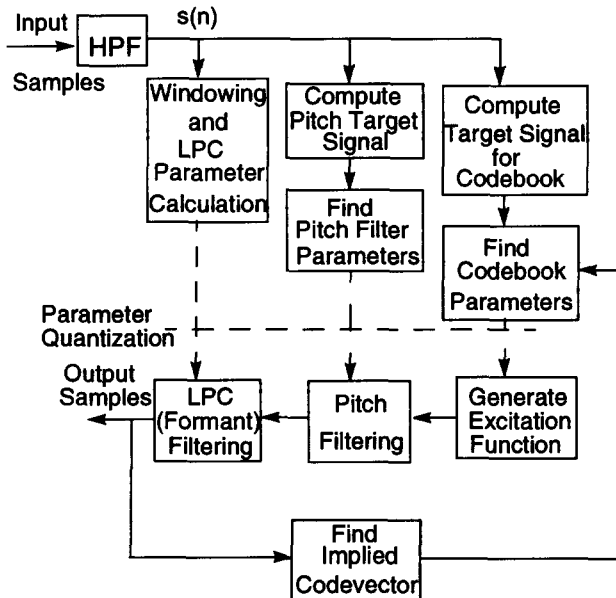 Input
Samples
HPF
s(n)
Windowing
and
LPC
Parameter
Calculation
Compute
Pitch Target
Signal
Compute
Target Signal
for
Codebook
Find
Pitch Filter
Parameters
Find
Codebook
Parameters
Parameter
Quantization
Output
Samples
LPC
(Formant)
Filtering
Pitch
Filtering
Generate
Excitation
Function
Find
Implied
Codevector